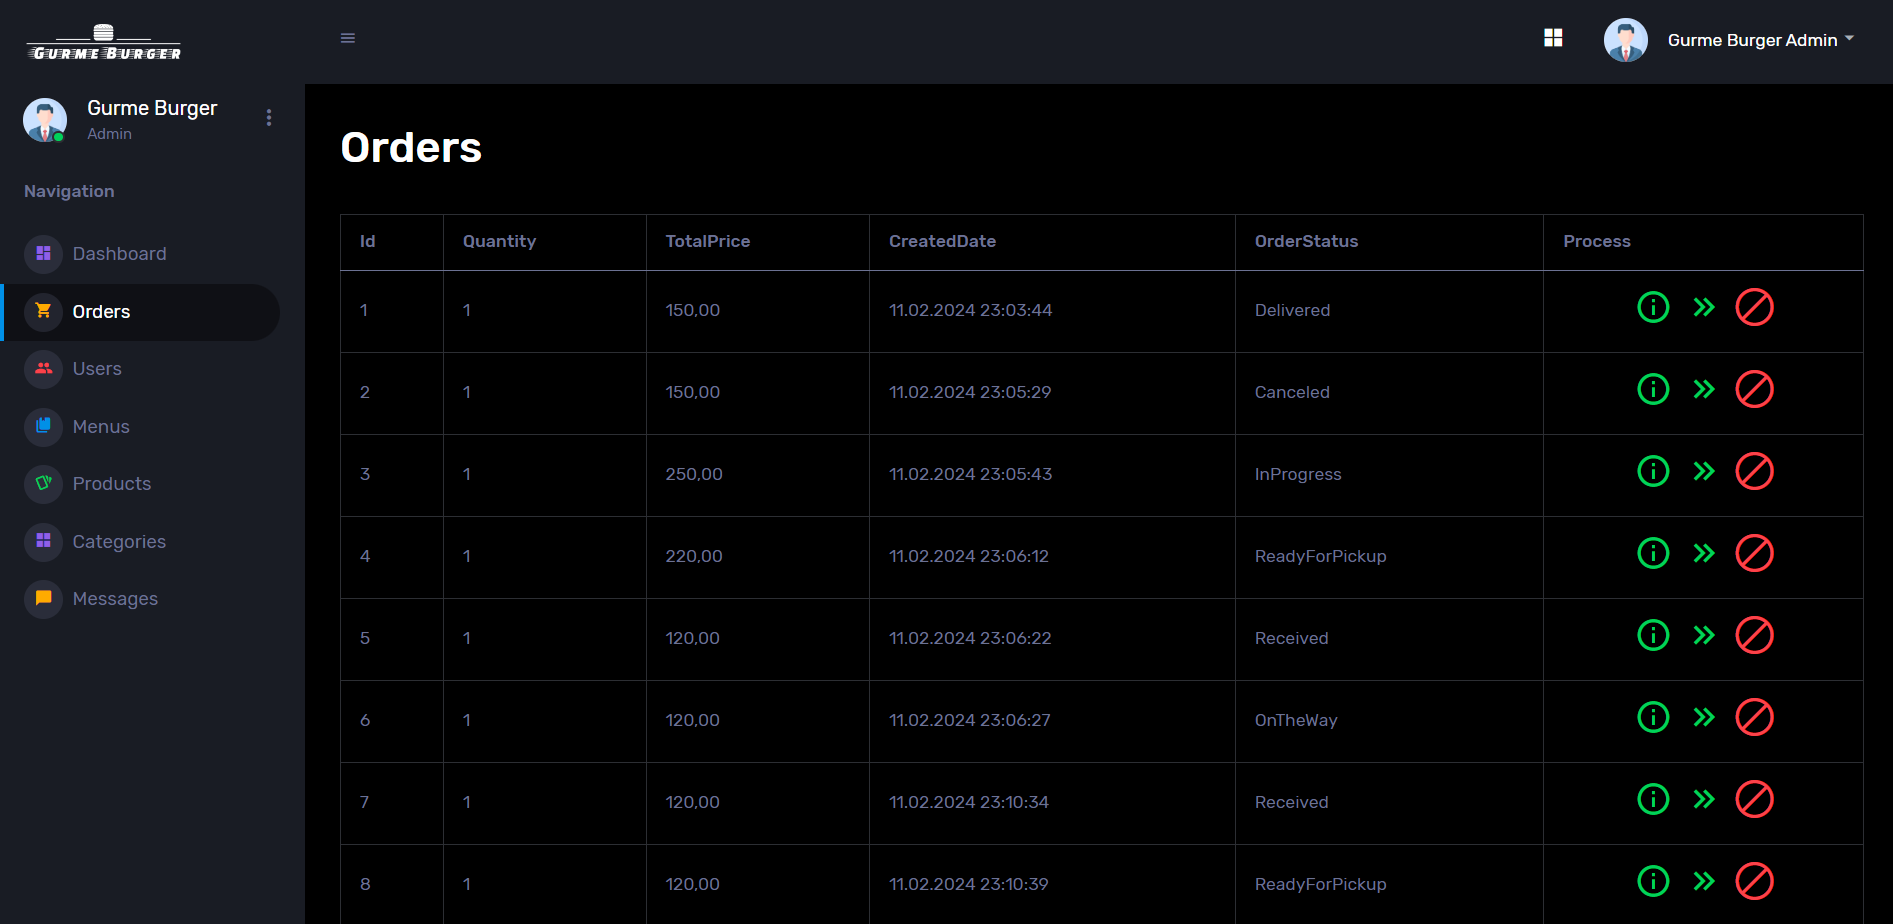 GURME BURGER
Gurme Burger Admin
Gurme Burger
Admin
Navigation
Dashboard
Orders
Users
Menus
Products
Categories
Messages
Orders
Id Quantity TotalPrice CreatedDate OrderStatus Process
1 1 150,00 11.02.2024 23:03:44 Delivered
2 1 150,00 11.02.2024 23:05:29 Canceled
3 1 250,00 11.02.2024 23:05:43 InProgress
4 1 220,00 11.02.2024 23:06:12 ReadyForPickup
5 1 120,00 11.02.2024 23:06:22 Received
6 1 120,00 11.02.2024 23:06:27 OnTheWay
7 1 120,00 11.02.2024 23:10:34 Received
8 1 120,00 11.02.2024 23:10:39 ReadyForPickup